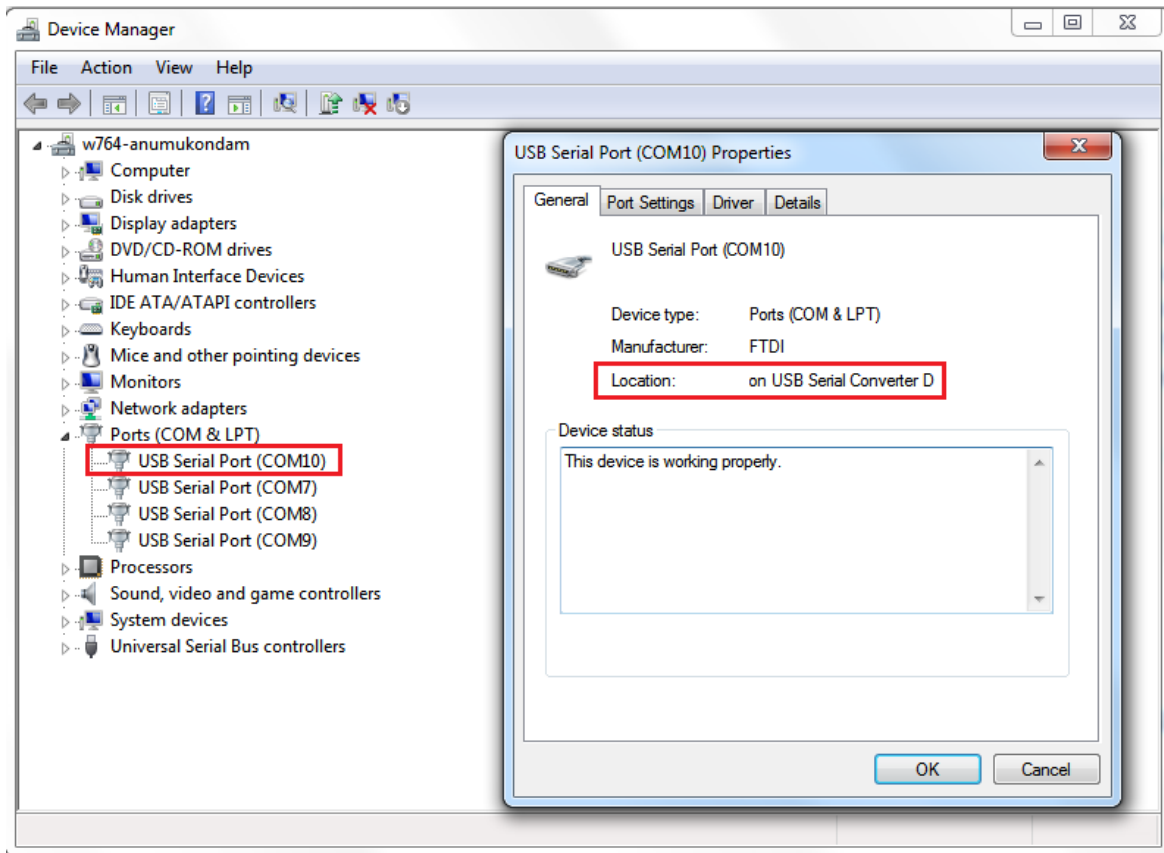 Device Manager
File Action View Help
w764-anumukondam
Computer
Disk drives
Display adapters
DVD/CD-ROM drives
Human Interface Devices
IDE ATA/ATAPI controllers
Keyboards
Mice and other pointing devices
Monitors
Network adapters
Ports (COM & LPT)
USB Serial Port (COM10)
USB Serial Port (COM7)
USB Serial Port (COM8)
USB Serial Port (COM9)
Processors
Sound, video and game controllers
System devices
Universal Serial Bus controllers
USB Serial Port (COM10) Properties
General Port Settings Driver Details
USB Serial Port (COM10)
Device type: Ports (COM & LPT)
Manufacturer: FTDI
Location: on USB Serial Converter D
Device status
This device is working properly.
OK Cancel